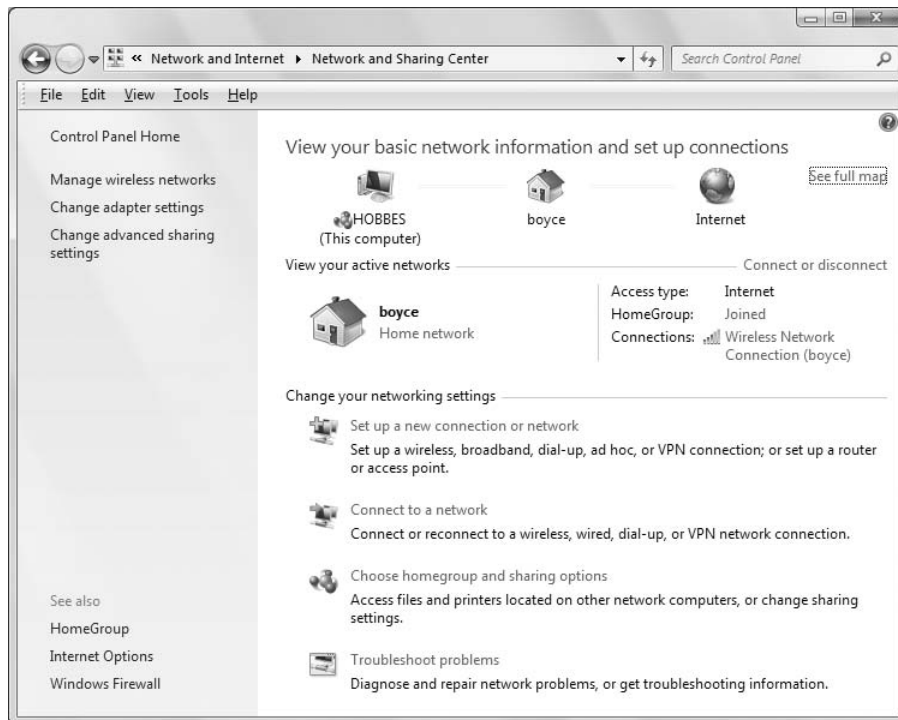 « Network and Internet ▸ Network and Sharing Center
Search Control Panel
File Edit View Tools Help
Control Panel Home
Manage wireless networks
Change adapter settings
Change advanced sharing
settings
See also
HomeGroup
Internet Options
Windows Firewall
View your basic network information and set up connections
See full map
HOBBES
(This computer)
boyce
Internet
View your active networks
Connect or disconnect
boyce
Home network
Access type: Internet
HomeGroup: Joined
Connections: Wireless Network
Connection (boyce)
Change your networking settings
Set up a new connection or network
Set up a wireless, broadband, dial-up, ad hoc, or VPN connection; or set up a router
or access point.
Connect to a network
Connect or reconnect to a wireless, wired, dial-up, or VPN network connection.
Choose homegroup and sharing options
Access files and printers located on other network computers, or change sharing
settings.
Troubleshoot problems
Diagnose and repair network problems, or get troubleshooting information.